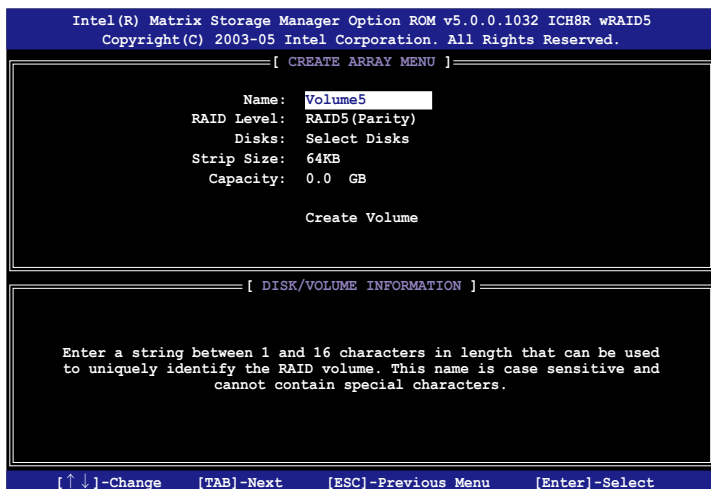 Intel(R) Matrix Storage Manager Option ROM v5.0.0.1032 ICH8R wRAID5
Copyright(C) 2003-05 Intel Corporation. All Rights Reserved.
[ CREATE ARRAY MENU ]
Name: Volume5
RAID Level: RAID5(Parity)
Disks: Select Disks
Strip Size: 64KB
Capacity: 0.0 GB
Create Volume
[ DISK/VOLUME INFORMATION ]
Enter a string between 1 and 16 characters in length that can be used
to uniquely identify the RAID volume. This name is case sensitive and
cannot contain special characters.
[↑↓]-Change [TAB]-Next [ESC]-Previous Menu [Enter]-Select